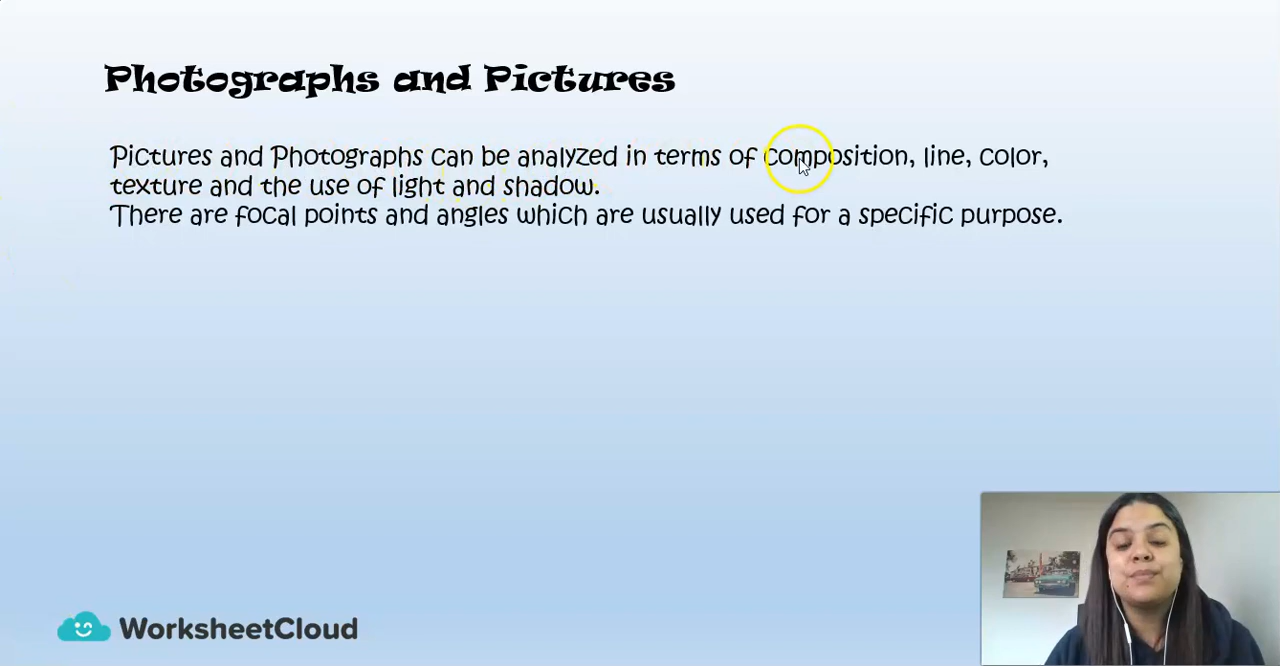 Photographs and Pictures
Pictures and Photographs can be analyzed in terms of composition, line, color,
texture and the use of light and shadow.
There are focal points and angles which are usually used for a specific purpose.
WorksheetCloud